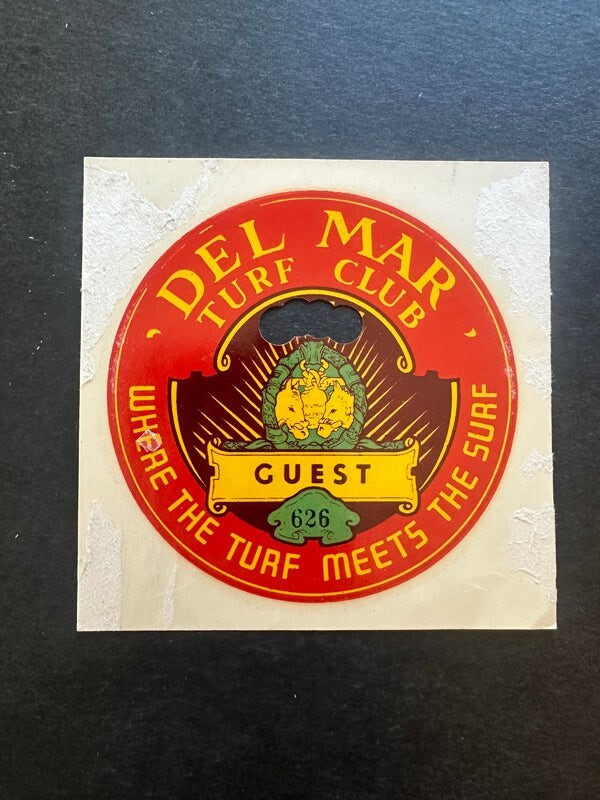 DEL MAR
TURF CLUB
GUEST
626
WHERE THE TURF MEETS THE SURF